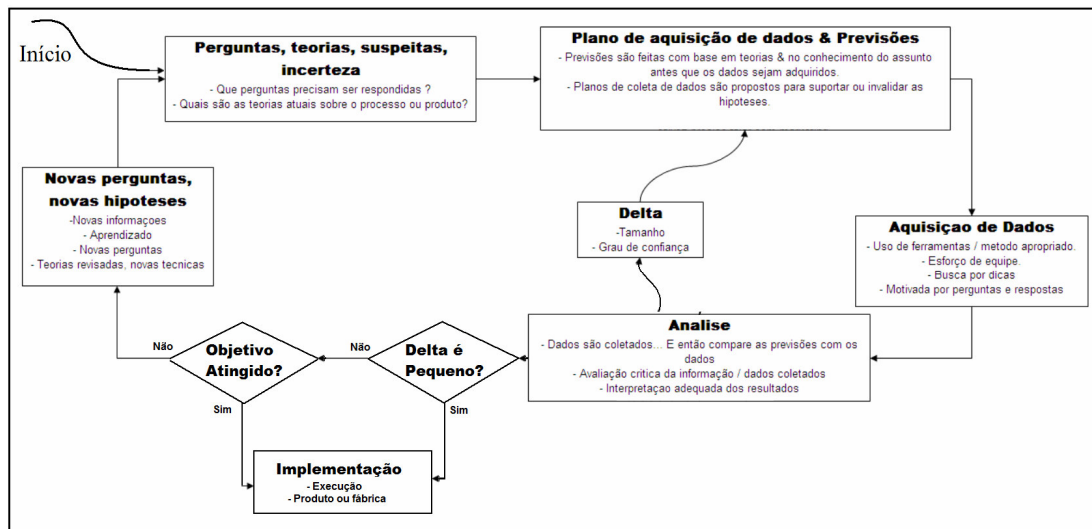 Início
Perguntas, teorias, suspeitas,
incerteza
- Que perguntas precisam ser respondidas ?
- Quais são as teorias atuais sobre o processo ou produto?
Plano de aquisição de dados & Previsões
- Previsões são feitas com base em teorias & no conhecimento do assunto
antes que os dados sejam adquiridos.
- Planos de coleta de dados são propostos para suportar ou invalidar as
hipoteses.
Novas perguntas,
novas hipoteses
-Novas informaçoes
- Aprendizado
- Novas perguntas
- Teorias revisadas, novas tecnicas
Delta
-Tamanho
- Grau de confiança
Aquisiçao de Dados
- Uso de ferramentas / metodo apropriado.
- Esforço de equipe.
- Busca por dicas
- Motivada por perguntas e respostas
Analise
- Dados são coletados... E então compare as previsões com os
dados
- Avaliação critica da informação / dados coletados
- Interpretaçao adequada dos resultados
Não
Objetivo
Atingido?
Não
Delta é
Pequeno?
Sim
Sim
Implementação
- Execução
- Produto ou fábrica